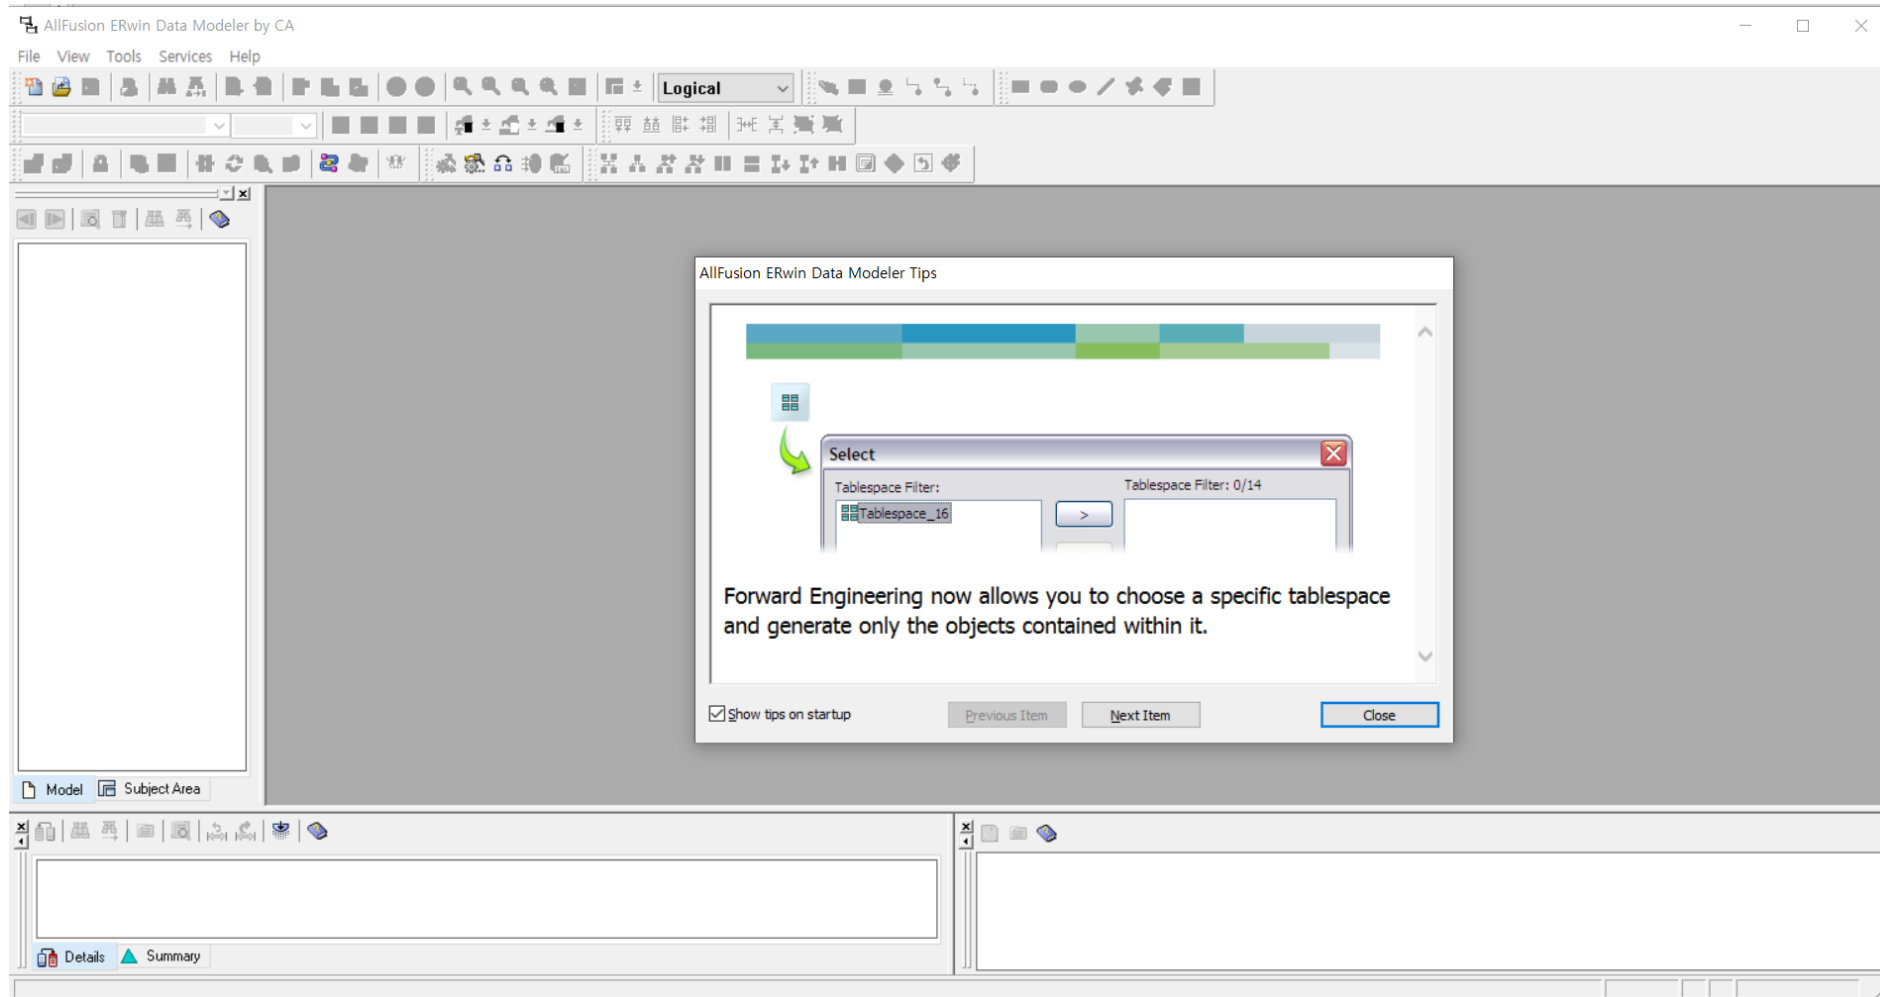 AllFusion ERwin Data Modeler by CA
File View Tools Services Help
Logical
AllFusion ERwin Data Modeler Tips
Select
Tablespace Filter:
Tablespace Filter: 0/14
Tablespace_16
>
Forward Engineering now allows you to choose a specific tablespace
and generate only the objects contained within it.
Show tips on startup
Previous Item
Next Item
Close
Model
Subject Area
Details
Summary